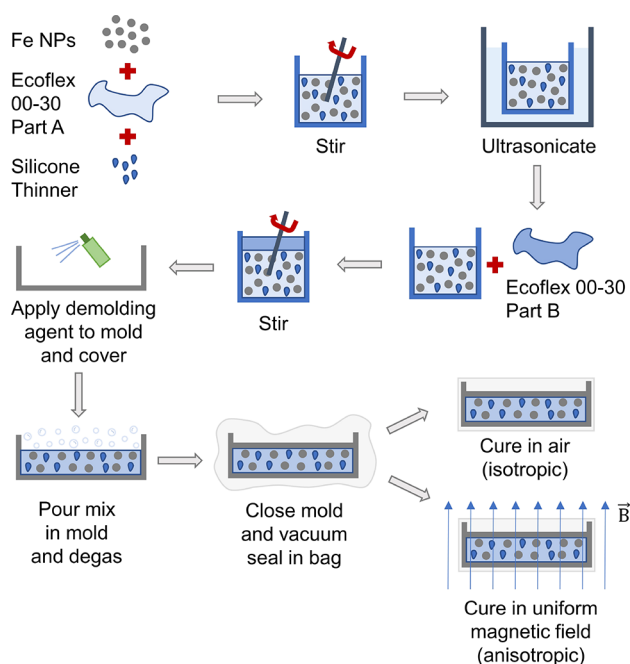 Fe NPs
Ecoflex
00-30
Part A
Silicone
Thinner
Stir
Ultrasonicate
Ecoflex 00-30
Part B
Stir
Apply demolding
agent to mold
and cover
Pour mix
in mold
and degas
Close mold
and vacuum
seal in bag
Cure in air
(isotropic)
B
Cure in uniform
magnetic field
(anisotropic)